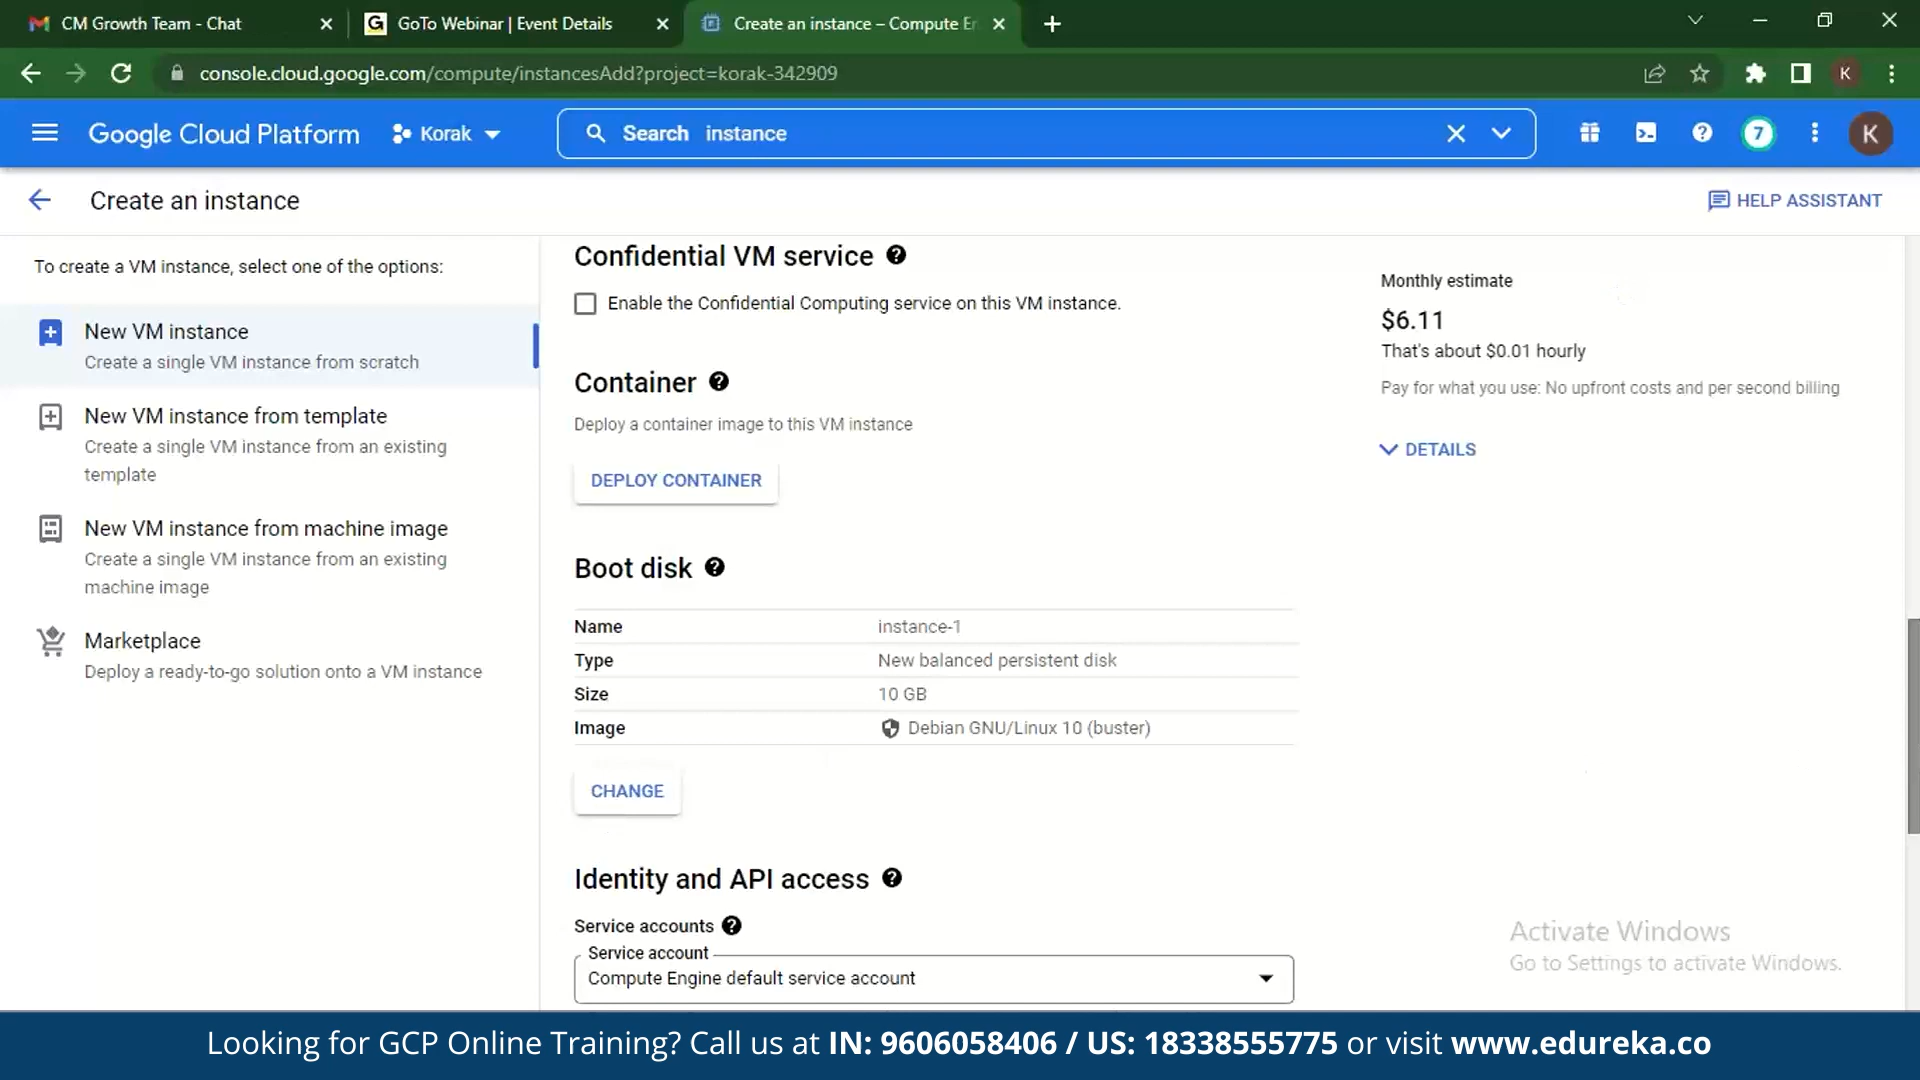 CM Growth Team - Chat
GoTo Webinar | Event Details
Create an instance – Compute En
console.cloud.google.com/compute/instancesAdd?project=korak-342909
K
Google Cloud Platform
Korak
Search instance
7
K
Create an instance
HELP ASSISTANT
To create a VM instance, select one of the options:
New VM instance
Create a single VM instance from scratch
New VM instance from template
Create a single VM instance from an existing
template
New VM instance from machine image
Create a single VM instance from an existing
machine image
Marketplace
Deploy a ready-to-go solution onto a VM instance
Confidential VM service
Enable the Confidential Computing service on this VM instance.
Container
Deploy a container image to this VM instance
DEPLOY CONTAINER
Boot disk
Name instance-1
Type New balanced persistent disk
Size 10 GB
Image Debian GNU/Linux 10 (buster)
CHANGE
Identity and API access
Service accounts
Service account
Compute Engine default service account
Monthly estimate
$6.11
That's about $0.01 hourly
Pay for what you use: No upfront costs and per second billing
DETAILS
Activate Windows
Go to Settings to activate Windows.
Looking for GCP Online Training? Call us at IN: 9606058406 / US: 18338555775 or visit www.edureka.co